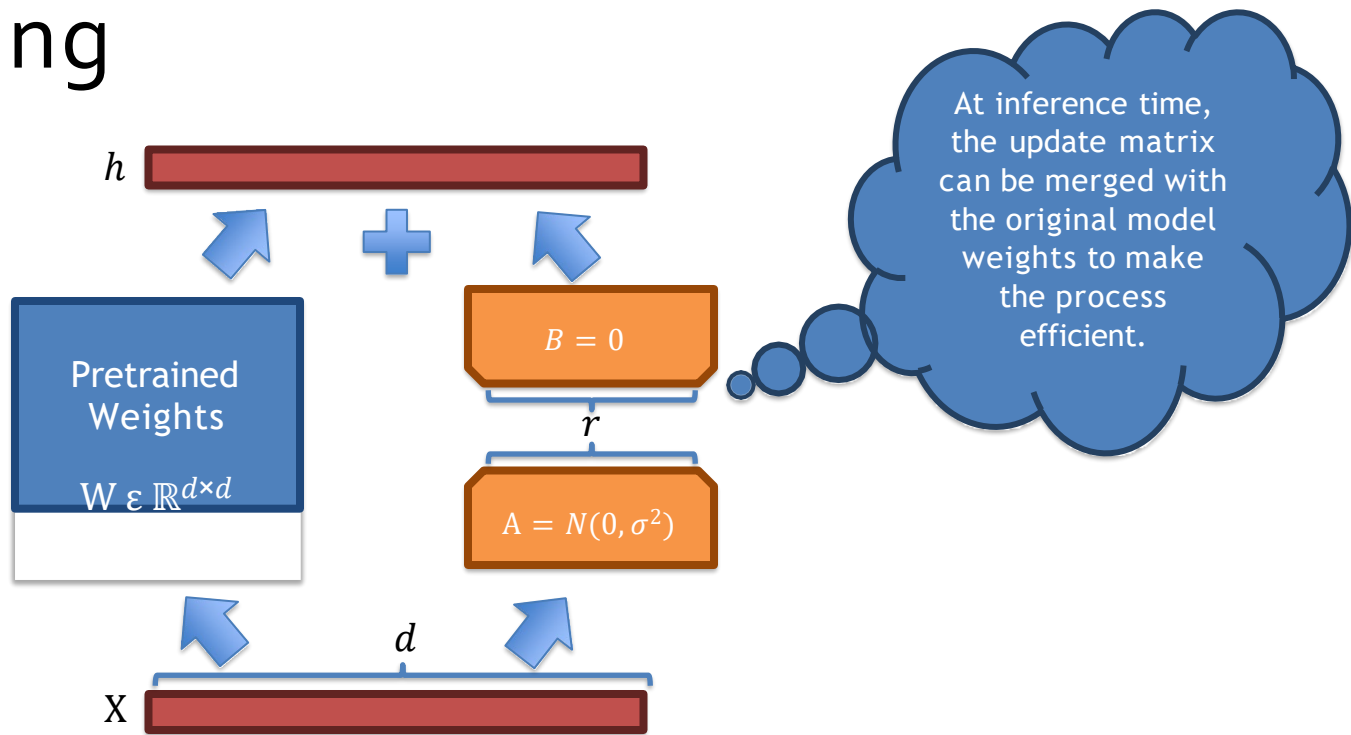 ng
h
At inference time,
the update matrix
can be merged with
the original model
weights to make
the process
efficient.
Pretrained
Weights
W ε ℝ^{d×d}
B = 0
r
A = N(0, σ²)
d
X